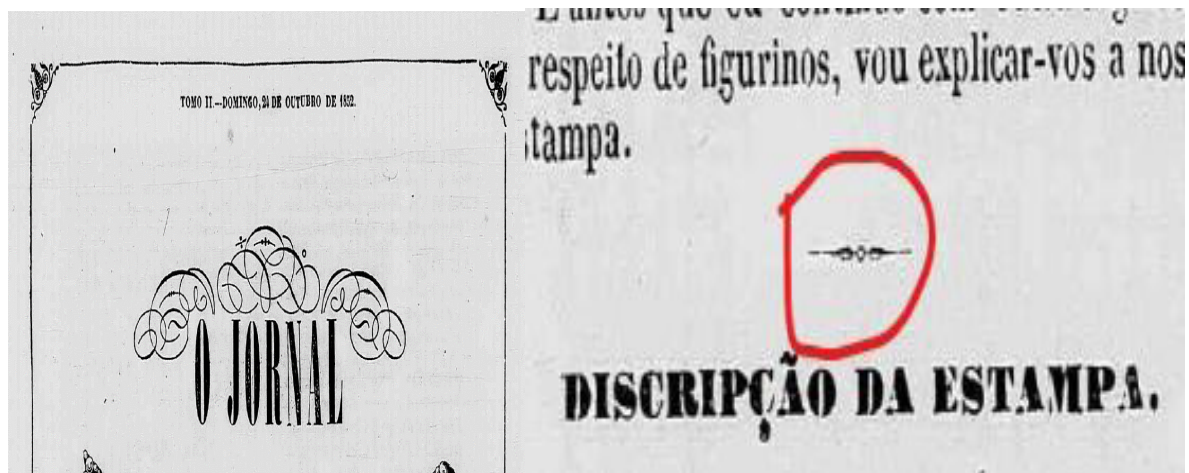 TOMO II.—DOMINGO, 24 DE OUTUBRO DE 1852.
O JORNAL
respeito de figurinos, vou explicar-vos a nos
stampa.
DISCRIPÇÃO DA ESTAMPA.